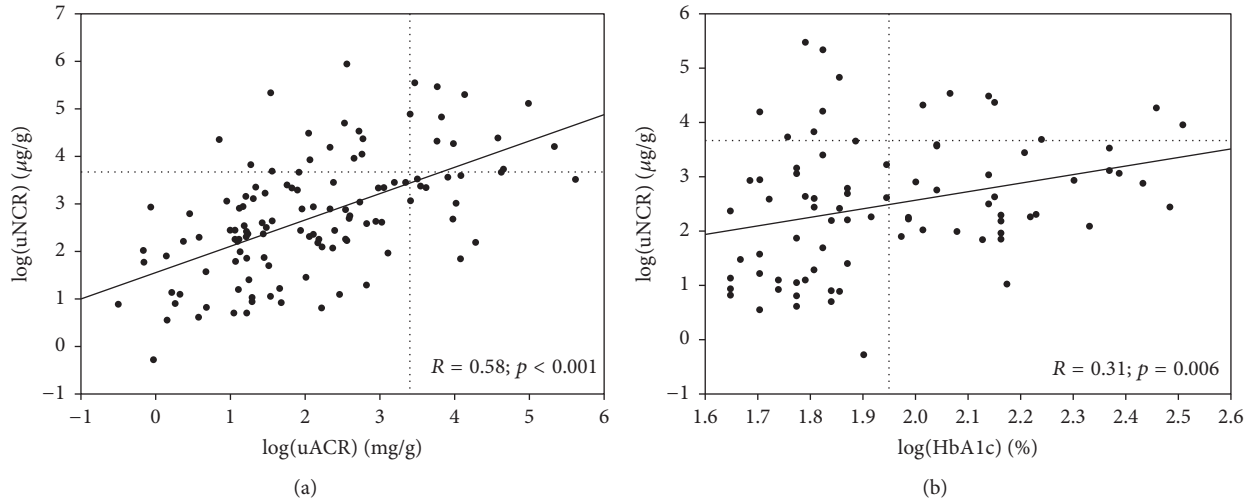 7
6
5
4
3
2
1
0
−1
log(uNCR) (μg/g)
−1 0 1 2 3 4 5 6
log(uACR) (mg/g)
R = 0.58; p < 0.001
(a)
6
5
4
3
2
1
0
−1
log(uNCR) (μg/g)
1.6 1.7 1.8 1.9 2.0 2.1 2.2 2.3 2.4 2.5 2.6
log(HbA1c) (%)
R = 0.31; p = 0.006
(b)